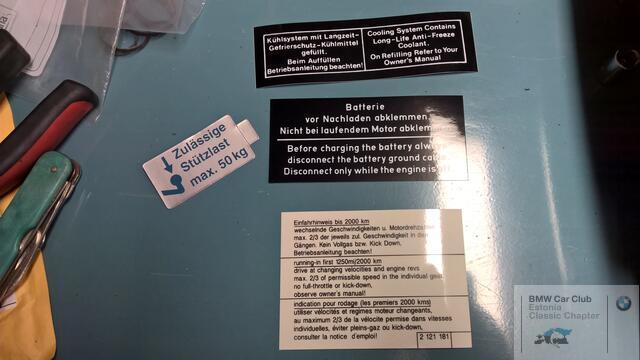 Kühlsystem mit Langzeit-
Gefrierschutz-Kühlmittel
gefüllt.
Beim Auffüllen
Betriebsanleitung beachten!
Cooling System Contains
Long-Life Anti-Freeze
Coolant.
On Refilling Refer to Your
Owner's Manual
Batterie
vor Nachladen abklemmen.
Nicht bei laufendem Motor abklemmen
Before charging the battery always
disconnect the battery ground
Disconnect only while the engine is
Zulässige
Stützlast
max. 50 kg
Einfahrhinweis bis 2000 km
wechselnde Geschwindigkeiten u. Motordrehzahlen
max. 2/3 der jeweils zul. Geschwindigkeit in den
Gängen. Kein Vollgas bzw. Kick Down,
Betriebsanleitung beachten!
running-in first 1250mi/2000 km
drive at changing velocities and engine revs
max. 2/3 of permissible speed in the individual
no full-throttle or kick-down,
observe owner's manual!
indication pour rodage (les premiers 2000 kms)
utiliser vélocités et regimes moteur changeants,
au maximum 2/3 de la vélocite permise dans vitesses
individuelles, éviter pleins-gaz ou kick-down,
consulter la notice d'emploi!
2 121 181
BMW Car Club
Estonia
Classic Chapter